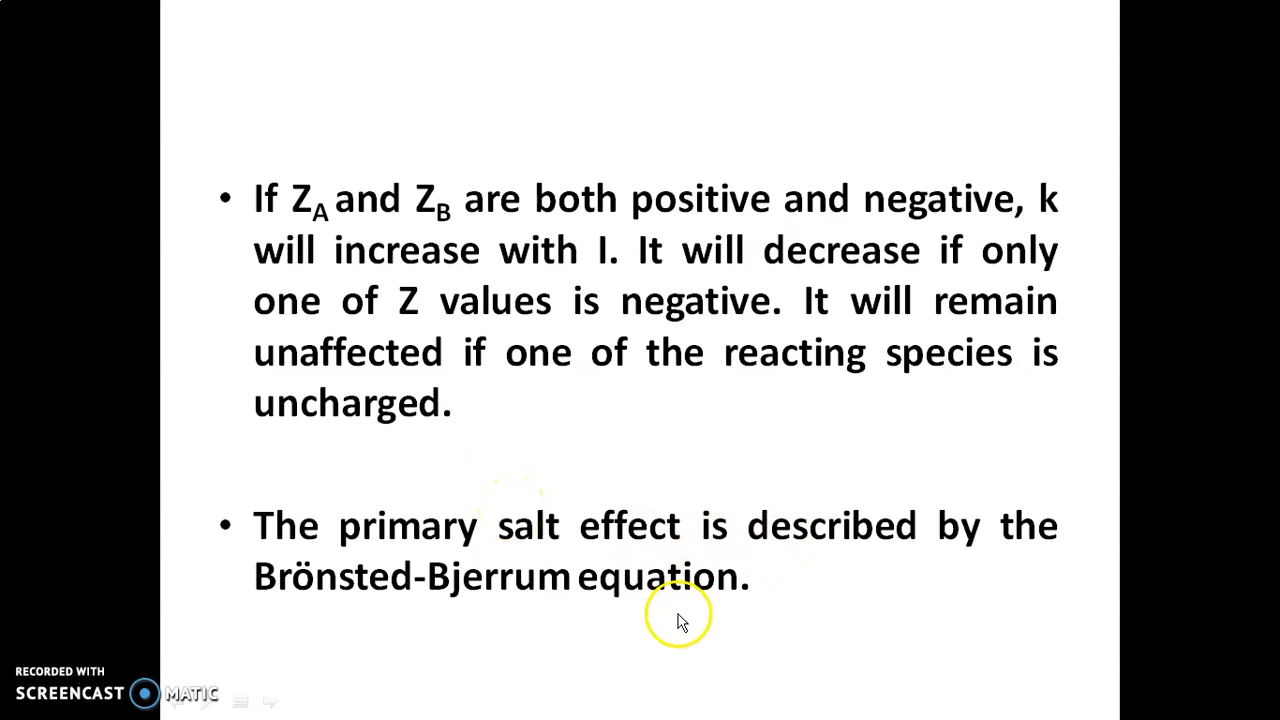 • If ZA and ZB are both positive and negative, k
will increase with I. It will decrease if only
one of Z values is negative. It will remain
unaffected if one of the reacting species is
uncharged.
• The primary salt effect is described by the
Brönsted-Bjerrum equation.
RECORDED WITH
SCREENCAST MATIC